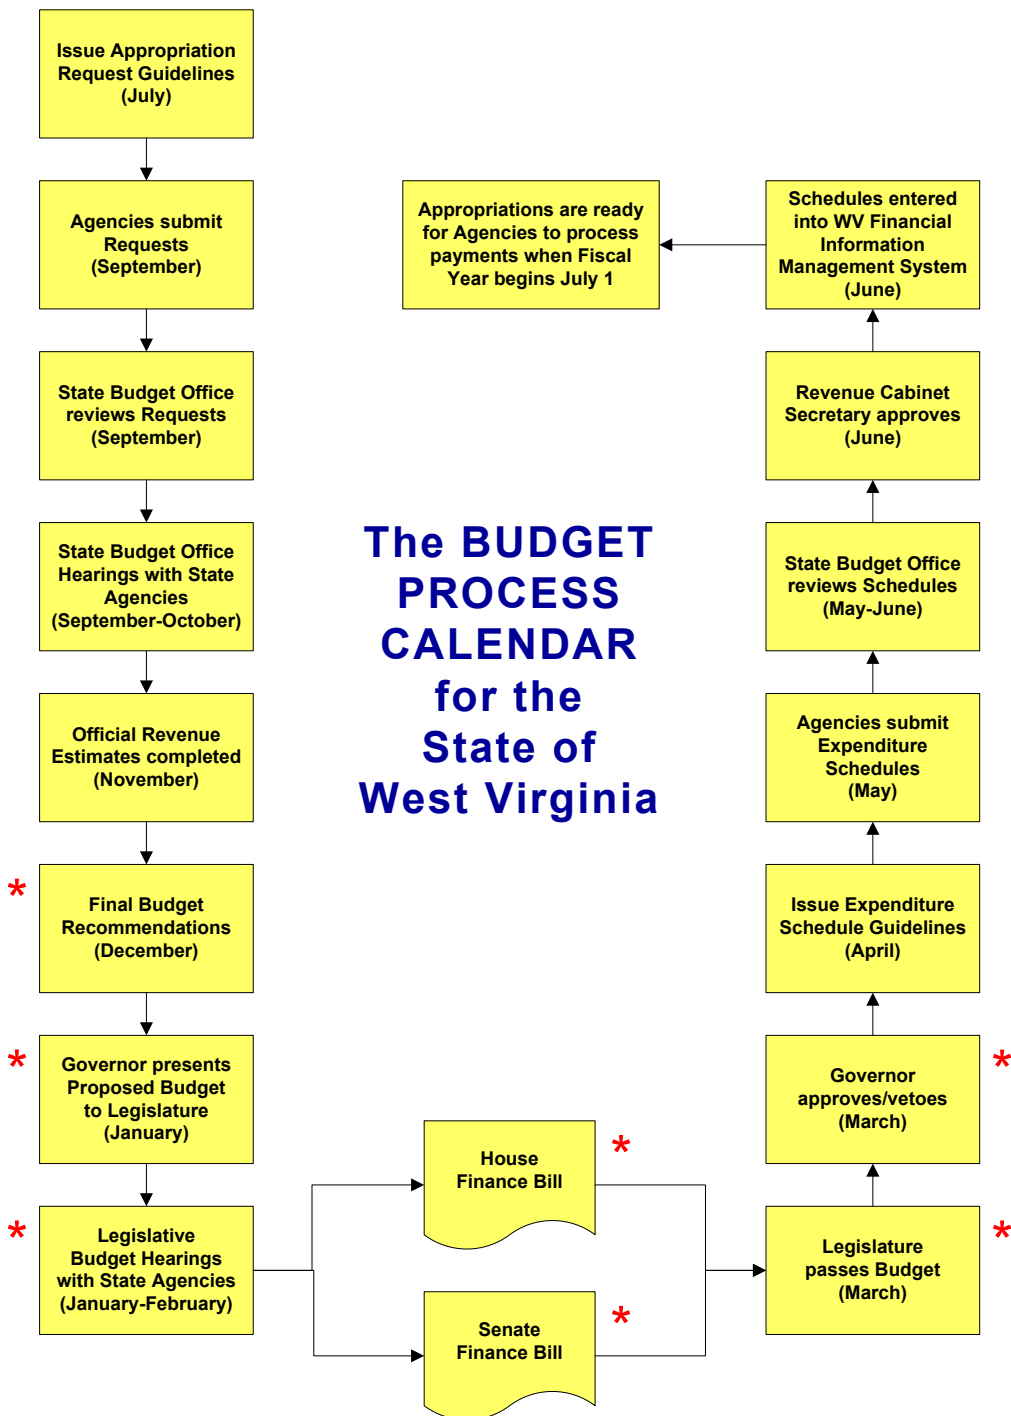 Issue Appropriation
Request Guidelines
(July)
Agencies submit
Requests
(September)
State Budget Office
reviews Requests
(September)
State Budget Office
Hearings with State
Agencies
(September-October)
Official Revenue
Estimates completed
(November)
*
Final Budget
Recommendations
(December)
*
Governor presents
Proposed Budget
to Legislature
(January)
*
Legislative
Budget Hearings
with State Agencies
(January-February)
The BUDGET
PROCESS
CALENDAR
for the
State of
West Virginia
House
Finance Bill
*
Senate
Finance Bill
*
Legislature
passes Budget
(March)
*
Governor
approves/vetoes
(March)
*
Issue Expenditure
Schedule Guidelines
(April)
Agencies submit
Expenditure
Schedules
(May)
State Budget Office
reviews Schedules
(May-June)
Revenue Cabinet
Secretary approves
(June)
Schedules entered
into WV Financial
Information
Management System
(June)
Appropriations are ready
for Agencies to process
payments when Fiscal
Year begins July 1